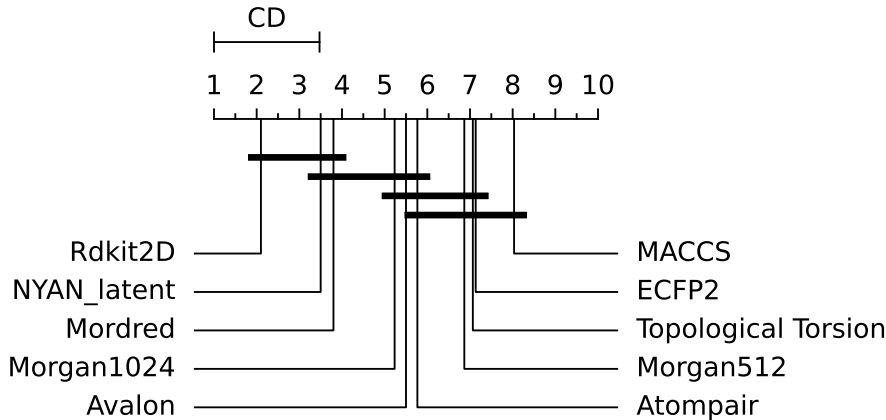 CD
1 2 3 4 5 6 7 8 9 10
Rdkit2D MACCS
NYAN_latent ECFP2
Mordred Topological Torsion
Morgan1024 Morgan512
Avalon Atompair